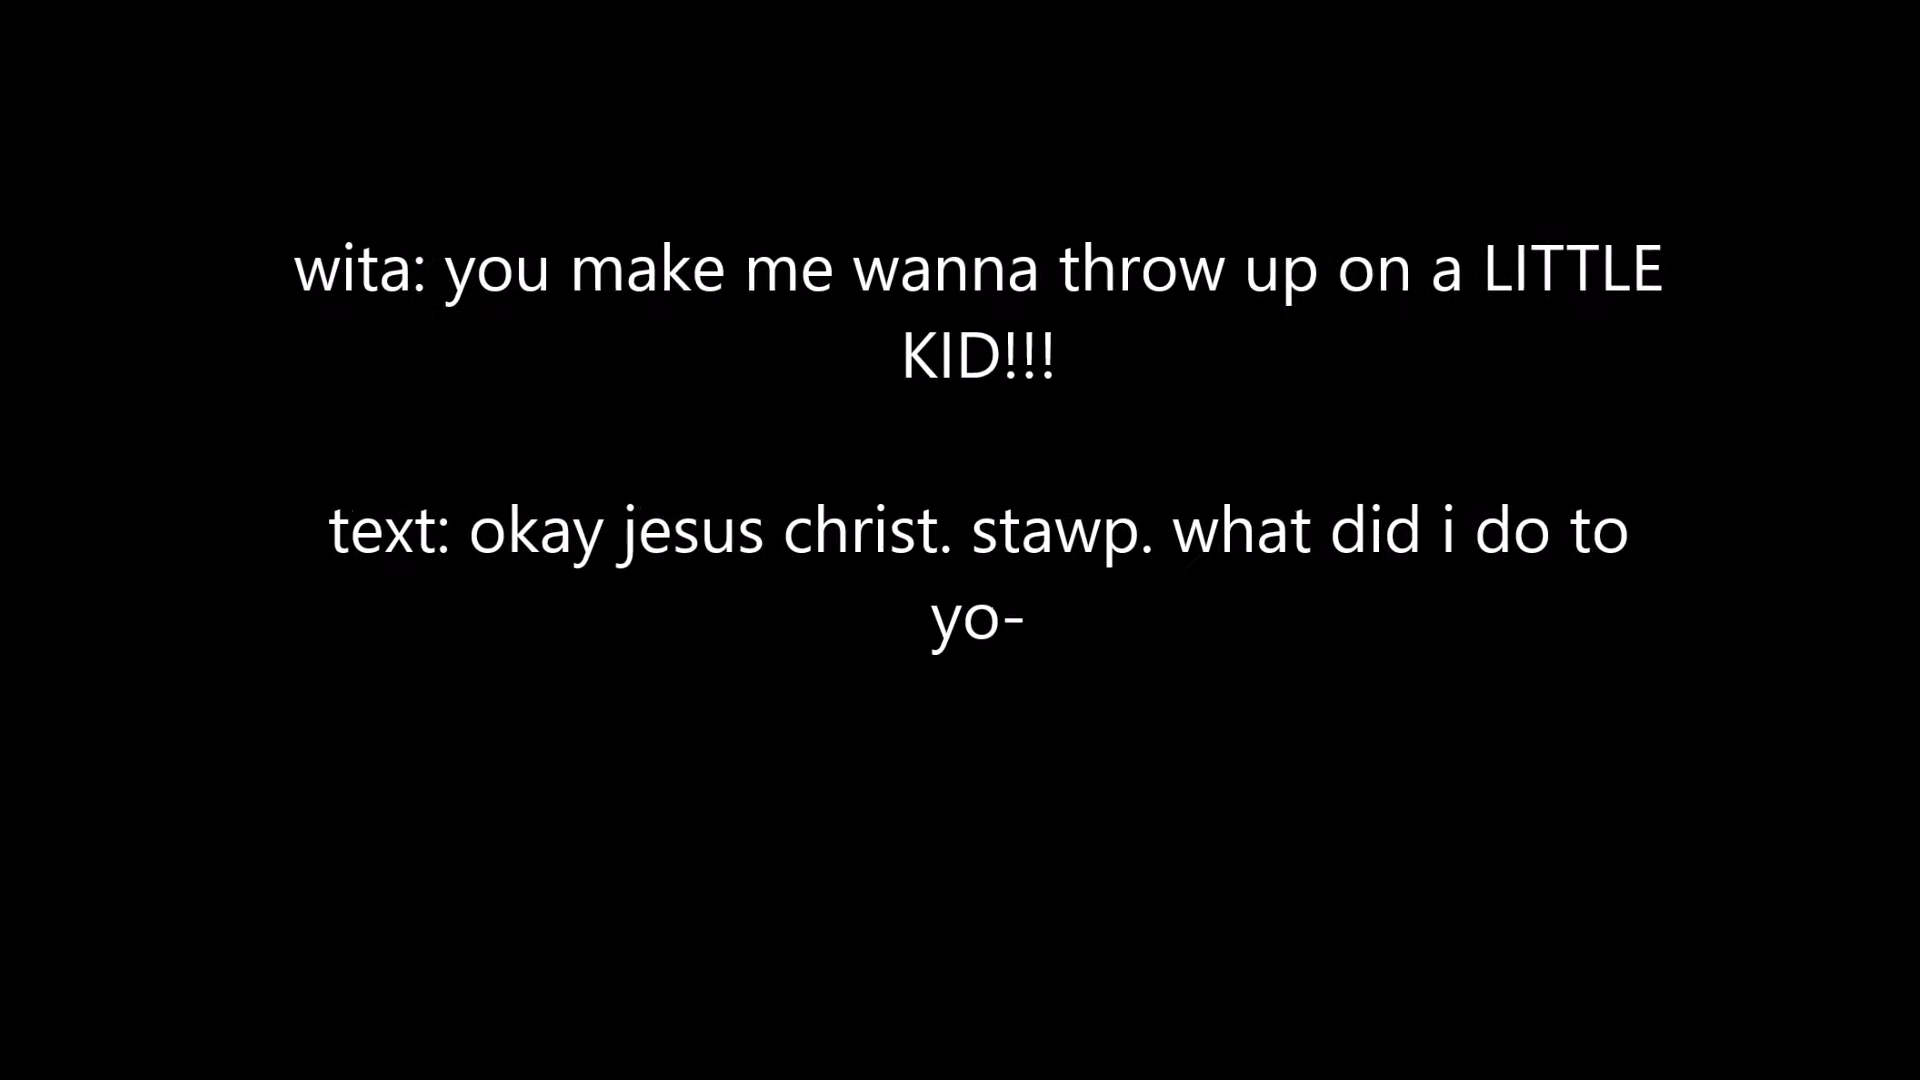 wita: you make me wanna throw up on a LITTLE
KID!!!
text: okay jesus christ. stawp. what did i do to
yo-